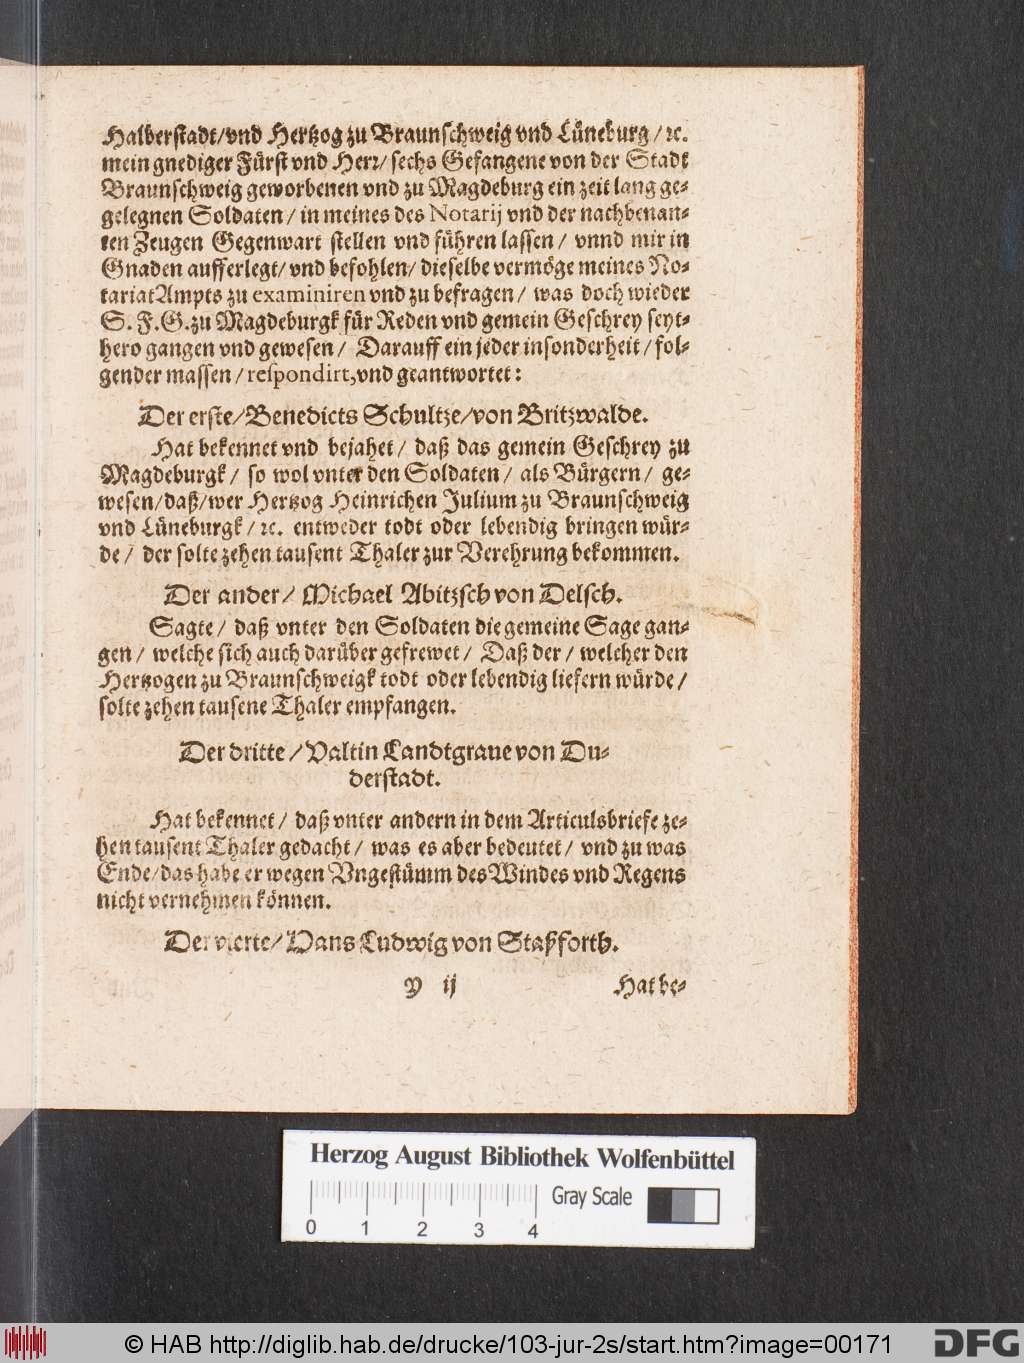 Halberstadt/vnd Hertzog zu Braunschweig vnd Lüneburg/ꝛc.
mein gnediger Fürst vnd Herꝛ/sechs Gefangene von der Stadt
Braunschweig geworbenen vnd zu Magdeburg ein zeit lang ge-
gelegnen Soldaten/in meines des Notarij vnd der nachbenan-
ten Zeugen Gegenwart stellen vnd führen lassen/ vnnd mir in
Gnaden aufferlegt/vnd befohlen/dieselbe vermöge meines No-
tariat Ampts zu examiniren vnd zu befragen/ was doch wieder
S. F. G. zu Magdeburgk für Reden vnd gemein Geschrey seyt-
hero gangen vnd gewesen/ Darauff ein jeder insonderheit/fol-
gender massen/respondirt, vnd geantwortet:
Der erste/Benedicts Schultze/von Britzwalde.
Hat bekennet vnd bejahet/ daß das gemein Geschrey zu
Magdeburgk/ so wol vnter den Soldaten/ als Bürgern/ ge-
wesen/daß/wer Hertzog Heinrichen Julium zu Braunschweig
vnd Lüneburgk/ꝛc. entweder todt oder lebendig bringen wür-
de/ der solte zehen tausent Thaler zur Verehrung bekommen.
Der ander/ Michael Abitzsch von Delsch.
Sagte/ daß vnter den Soldaten die gemeine Sage gan-
gen/ welche sich auch darüber gefrewet/ Daß der/ welcher den
Hertzogen zu Braunschweigk todt oder lebendig liefern würde/
solte zehen tausene Thaler empfangen.
Der dritte/Valtin Landtgraue von Du-
derstadt.
Hat bekennet/ daß vnter andern in dem Articulsbriefe ze-
hen tausent Thaler gedacht/ was es aber bedeutet/ vnd zu was
Ende/das habe er wegen Vngestümm des Windes vnd Regens
nicht vernehmen können.
Der vierte/Hans Ludwig von Staßforth.
Y ij Hat be-
Herzog August Bibliothek Wolfenbüttel
Gray Scale
0 1 2 3 4
© HAB http://diglib.hab.de/drucke/103-jur-2s/start.htm?image=00171
DFG